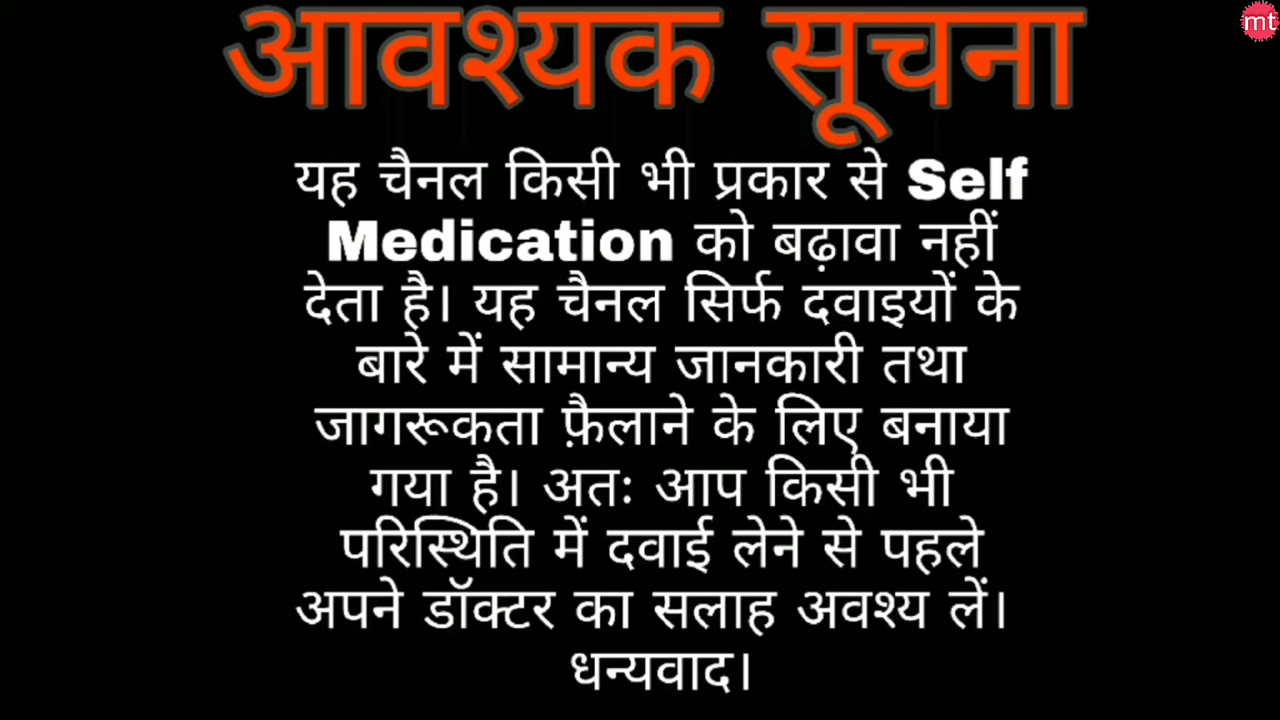 आवश्यक सूचना
mt
यह चैनल किसी भी प्रकार से Self
Medication को बढ़ावा नहीं
देता है। यह चैनल सिर्फ दवाइयों के
बारे में सामान्य जानकारी तथा
जागरूकता फ़ैलाने के लिए बनाया
गया है। अतः आप किसी भी
परिस्थिति में दवाई लेने से पहले
अपने डॉक्टर का सलाह अवश्य लें।
धन्यवाद।